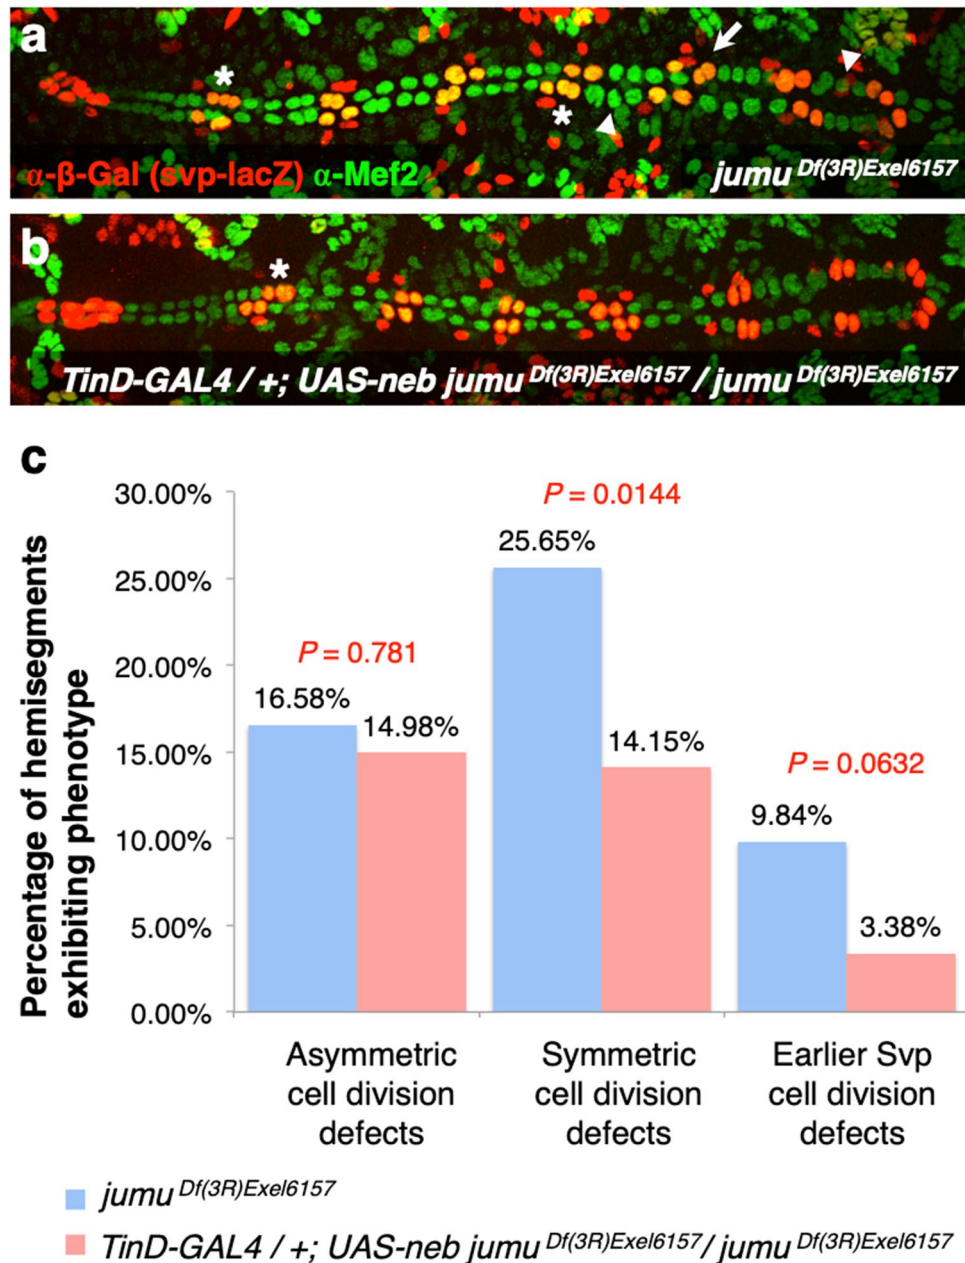 a
*
*
α-β-Gal (svp-lacZ) α-Mef2
jumu Df(3R)Exel6157
b
*
TinD-GAL4 / +; UAS-neb jumu Df(3R)Exel6157 / jumu Df(3R)Exel6157
c
Percentage of hemisegments
exhibiting phenotype
30.00%
25.00%
20.00%
15.00%
10.00%
5.00%
0.00%
P = 0.781
16.58%
14.98%
P = 0.0144
25.65%
14.15%
P = 0.0632
9.84%
3.38%
Asymmetric
cell division
defects
Symmetric
cell division
defects
Earlier Svp
cell division
defects
jumu Df(3R)Exel6157
TinD-GAL4 / +; UAS-neb jumu Df(3R)Exel6157/ jumu Df(3R)Exel6157